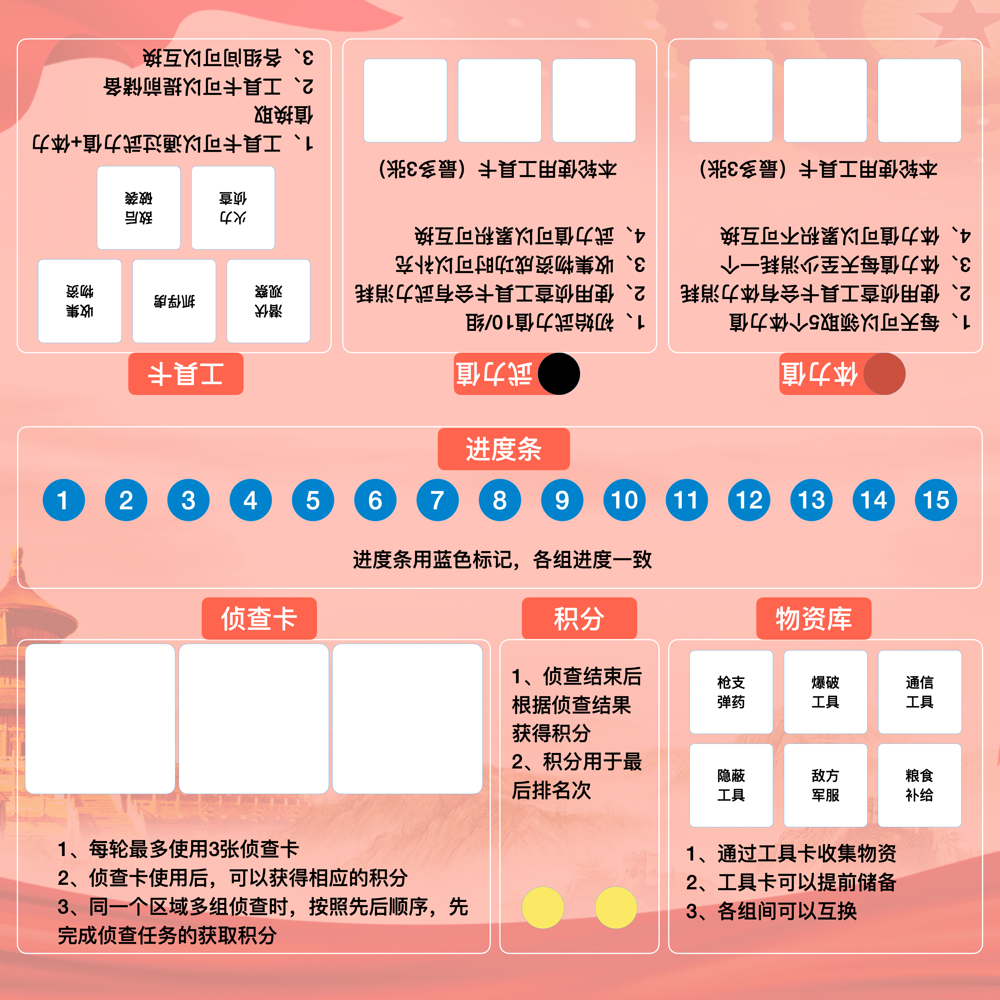 工具卡
潜伏
观察
抓俘虏
收集
物资
火力
侦查
敌后
破袭
1、工具卡可以通过武力值+体力
值换取
2、工具卡可以提前储备
3、各组间可以互换
武力值
1、初始武力值10/组
2、使用侦查工具卡会有武力消耗
3、收集物资成功时可以补充
4、武力值可以累积可互换
本轮使用工具卡（最多3张）
体力值
1、每天可以领取5个体力值
2、使用侦查工具卡会有体力消耗
3、体力值每天至少消耗一个
4、体力值可以累积不可互换
本轮使用工具卡（最多3张）
进度条
1 2 3 4 5 6 7 8 9 10 11 12 13 14 15
进度条用蓝色标记，各组进度一致
侦查卡
1、每轮最多使用3张侦查卡
2、侦查卡使用后，可以获得相应的积分
3、同一个区域多组侦查时，按照先后顺序，先
完成侦查任务的获取积分
积分
1、侦查结束后
根据侦查结果
获得积分
2、积分用于最
后排名次
物资库
枪支
弹药
爆破
工具
通信
工具
隐蔽
工具
敌方
军服
粮食
补给
1、通过工具卡收集物资
2、工具卡可以提前储备
3、各组间可以互换